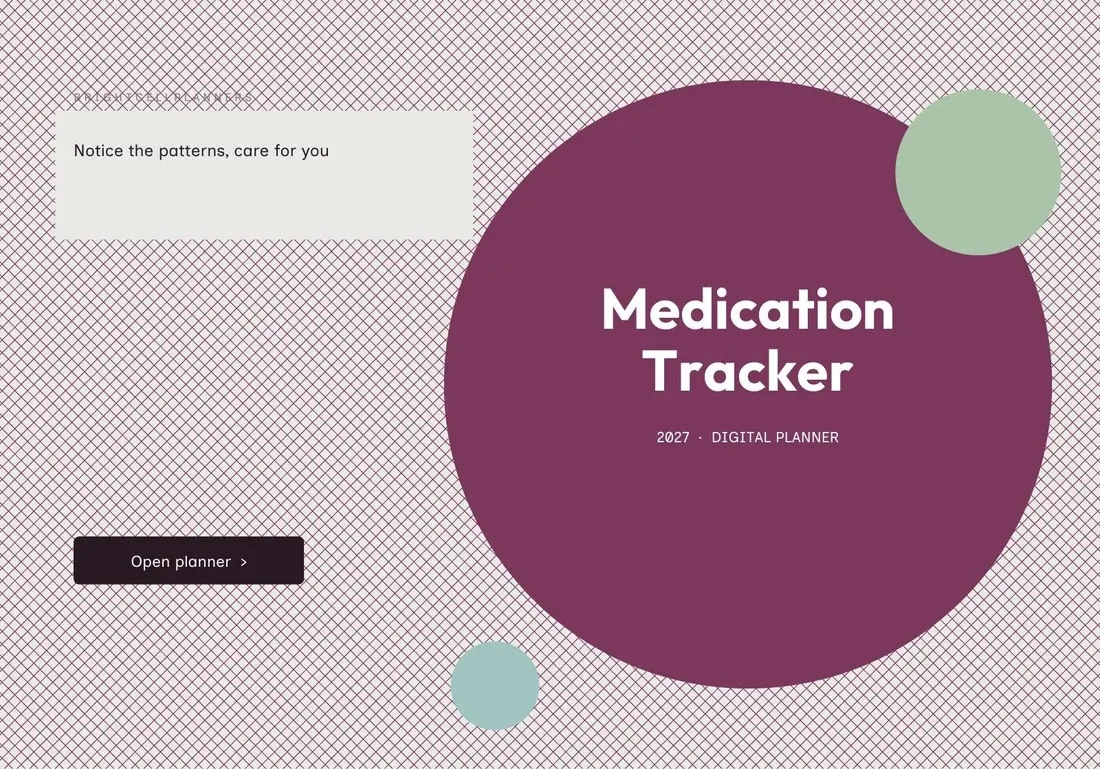 BRIGHTCELLPLANNERS
Notice the patterns, care for you
Medication
Tracker
2027 · DIGITAL PLANNER
Open planner >